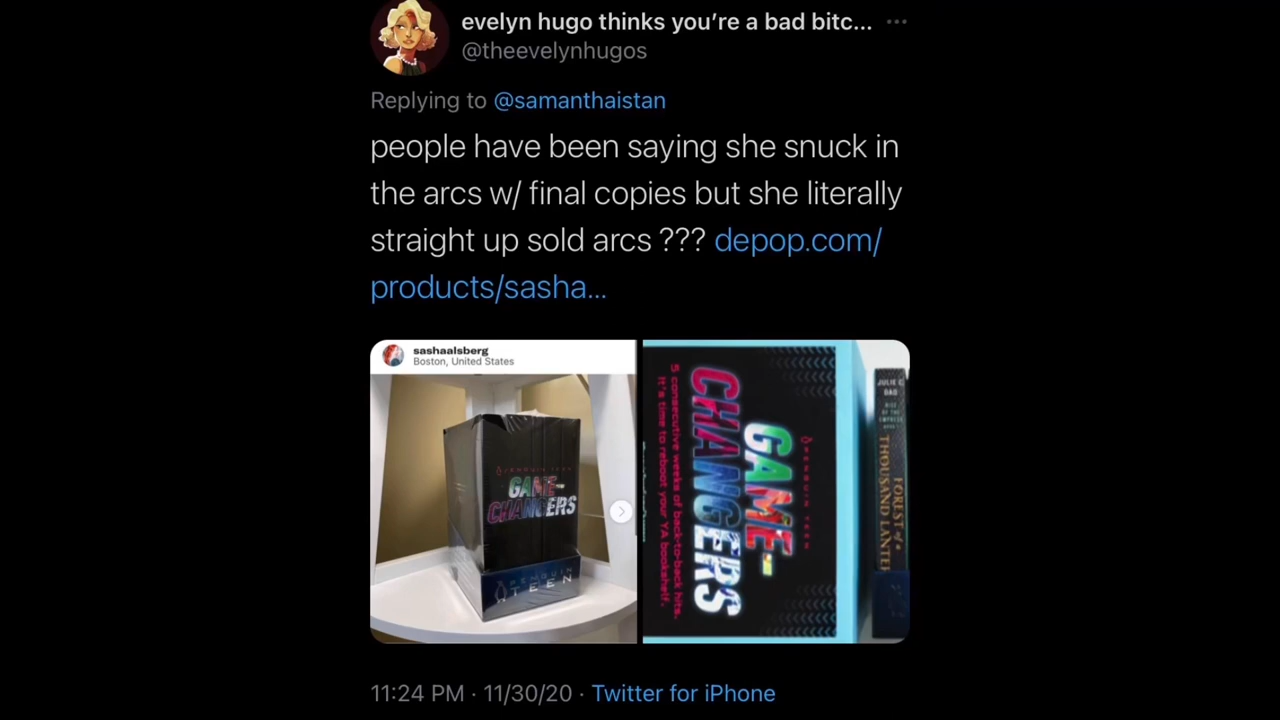 evelyn hugo thinks you're a bad bitc...
@theevelynhugos
Replying to @samanthaistan
people have been saying she snuck in
the arcs w/ final copies but she literally
straight up sold arcs ??? depop.com/
products/sasha...
sashaalsberg
Boston, United States
PENGUIN TEEN
GAME-
CHANGERS
PENGUIN
TEEN
PENGUIN TEEN
GAME-
CHANGERS
5 consecutive weeks of back-to-back hits.
It's time to reboot your YA bookshelf.
JULIE C.
DAO
FOREST of a
THOUSAND LANTE
11:24 PM · 11/30/20 · Twitter for iPhone